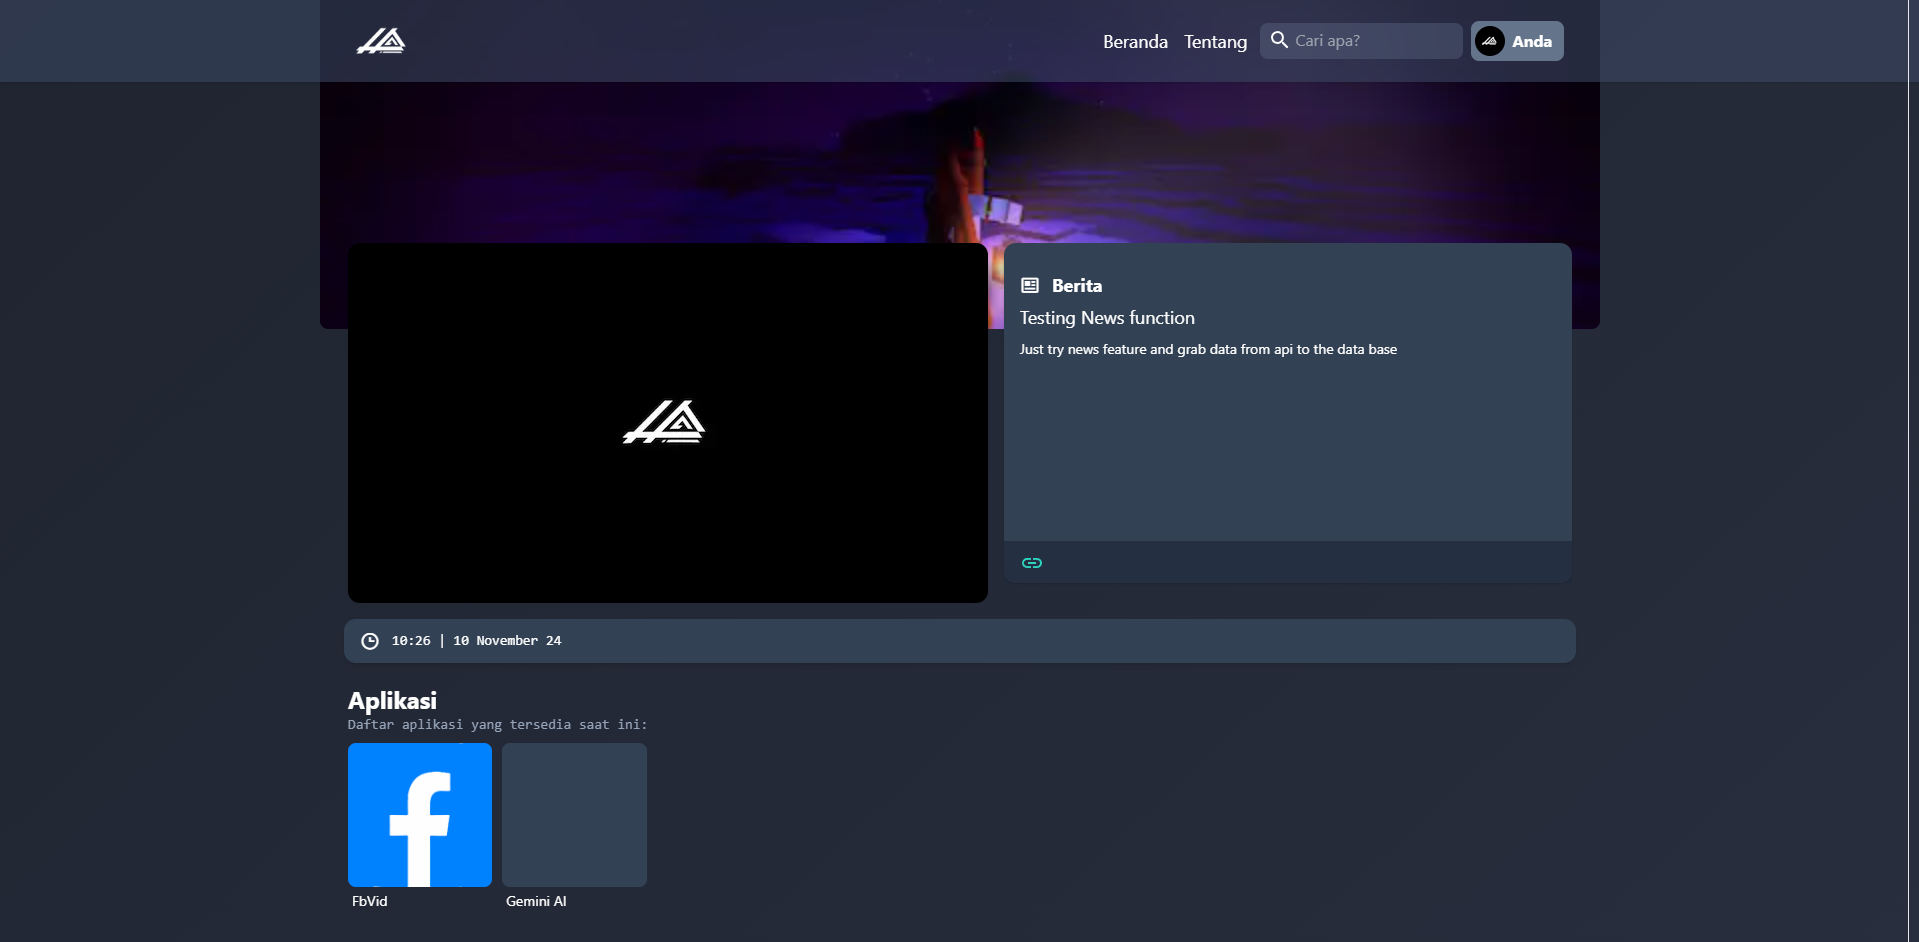 Beranda
Tentang
Cari apa?
Anda
Berita
Testing News function
Just try news feature and grab data from api to the data base
10:26 | 10 November 24
Aplikasi
Daftar aplikasi yang tersedia saat ini:
FbVid
Gemini AI